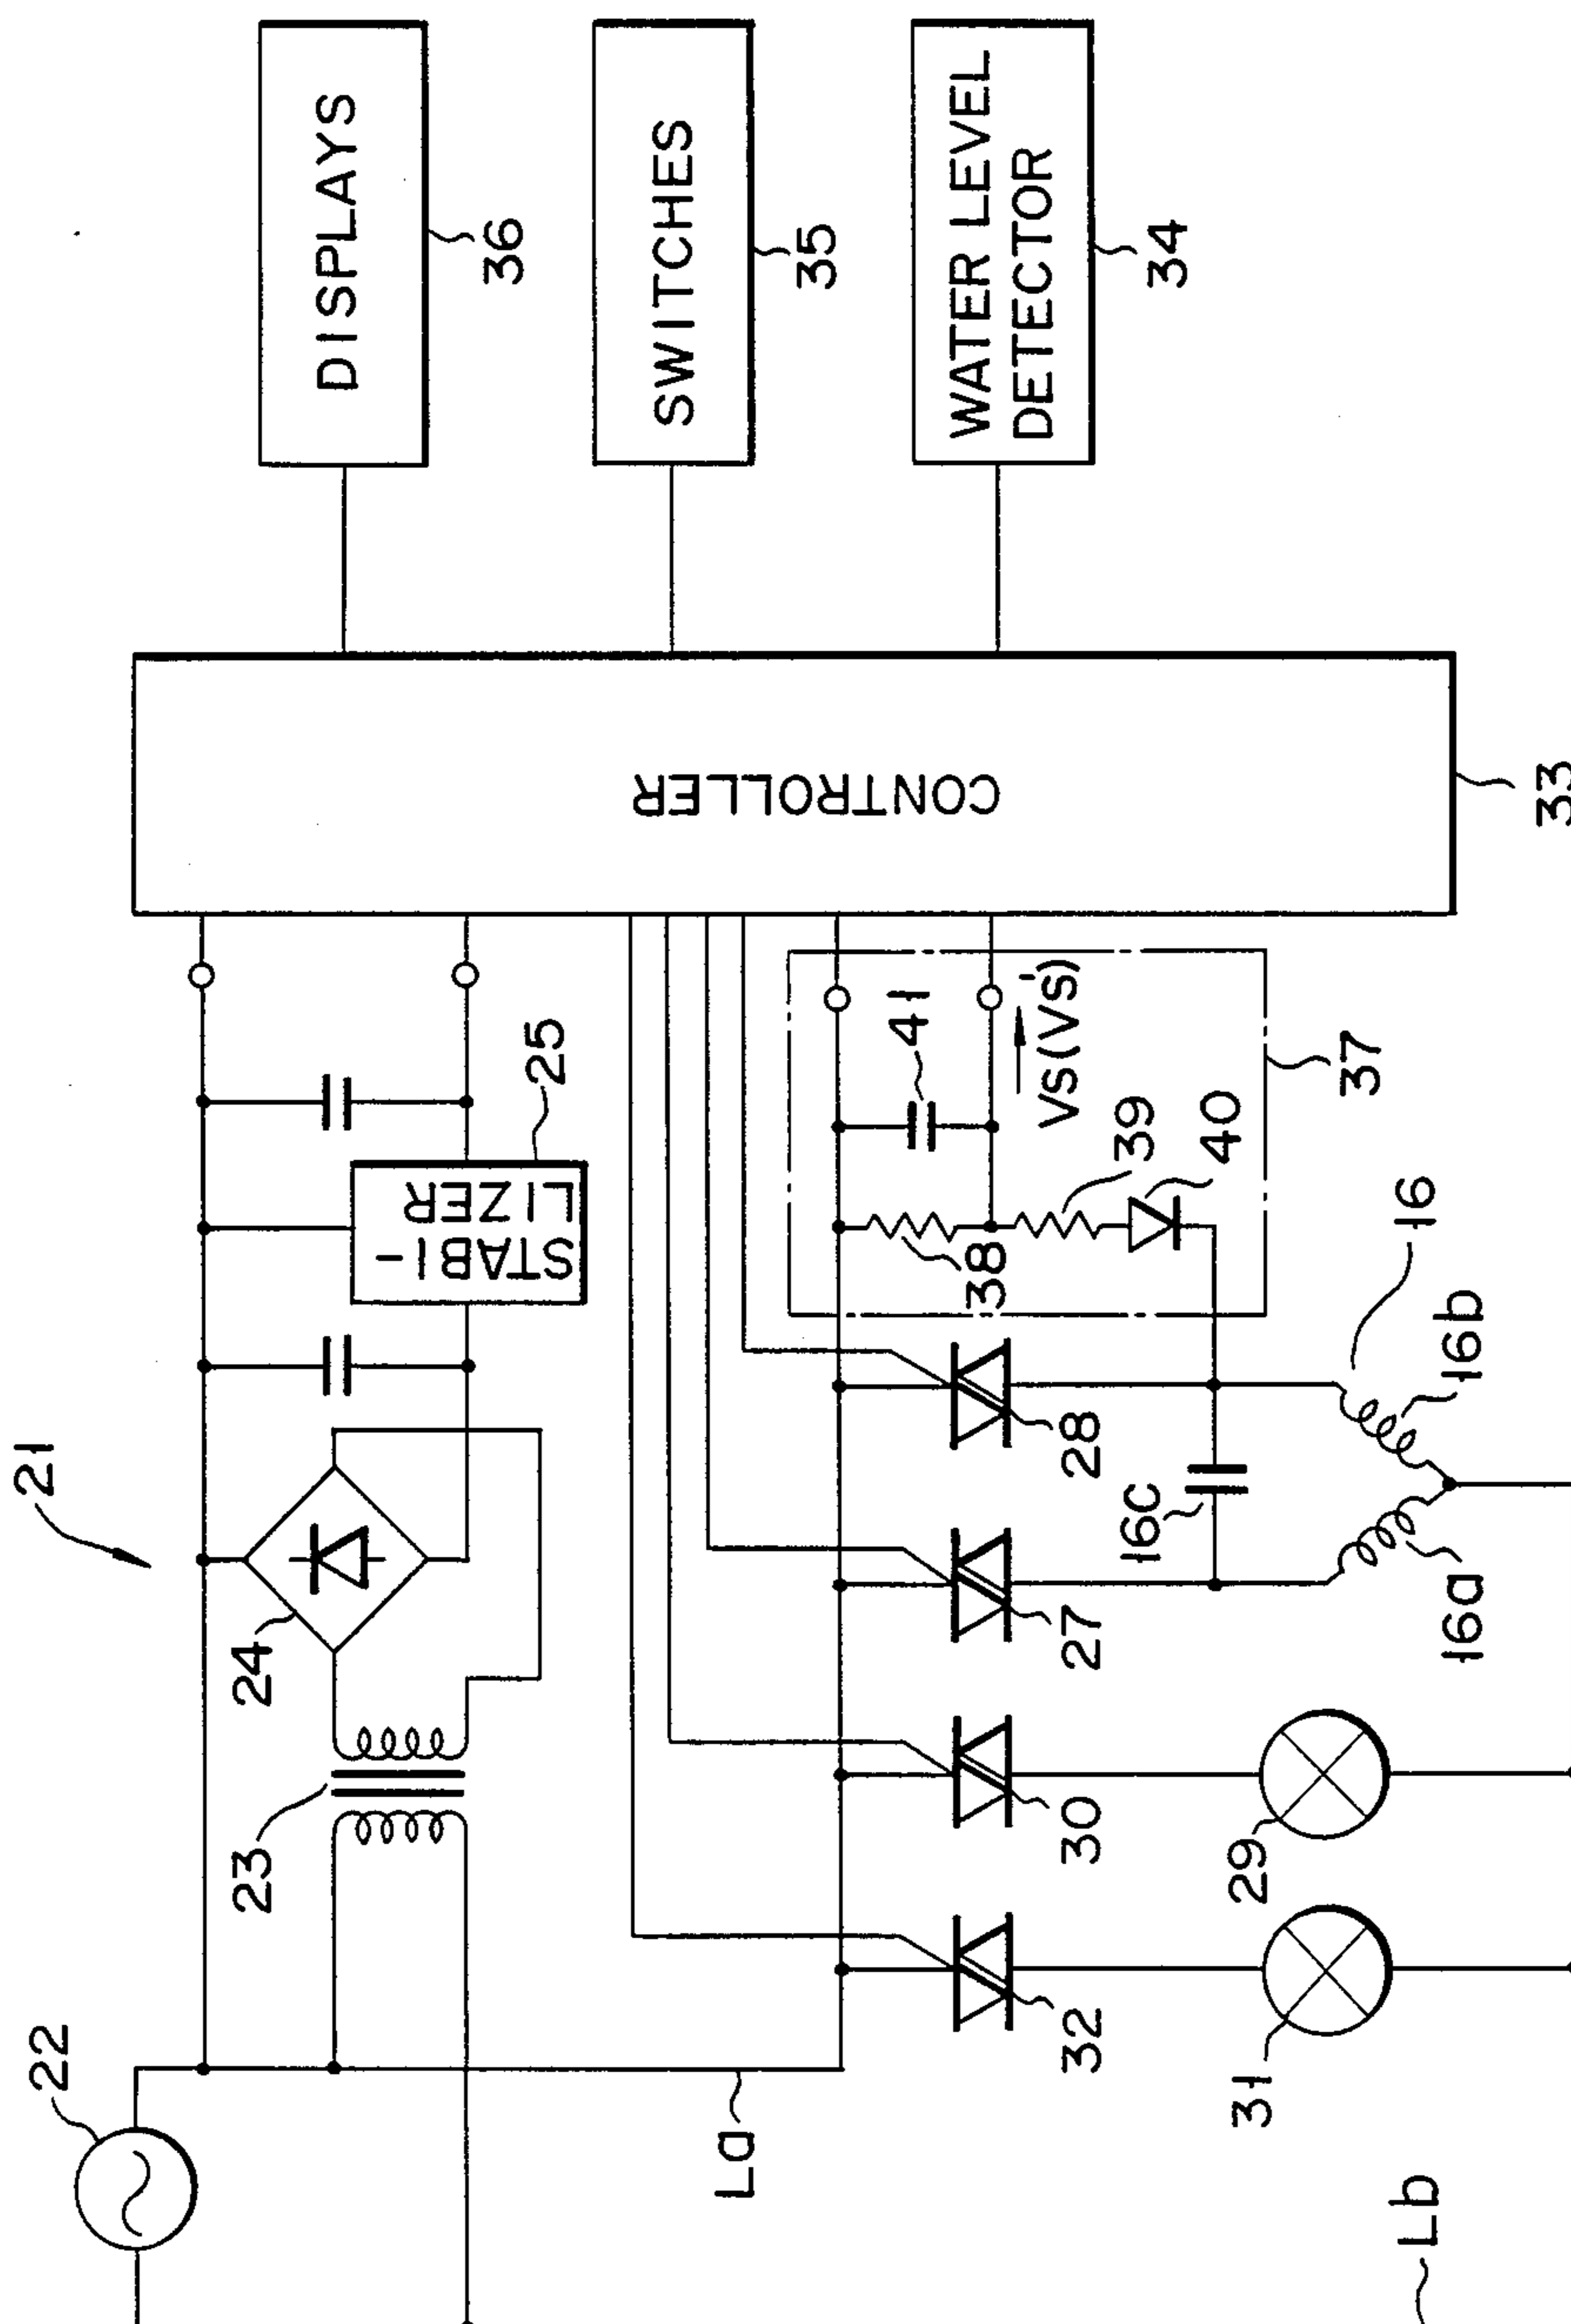 DISPLAYS
36
SWITCHES
35
WATER LEVEL
DETECTOR
34
CONTROLLER
33
21
22
23
24
25
STABI-
LIZER
La
Lb
41
VS(VS')
37
38
39
40
16
16a
16b
16C
27
28
29
30
31
32